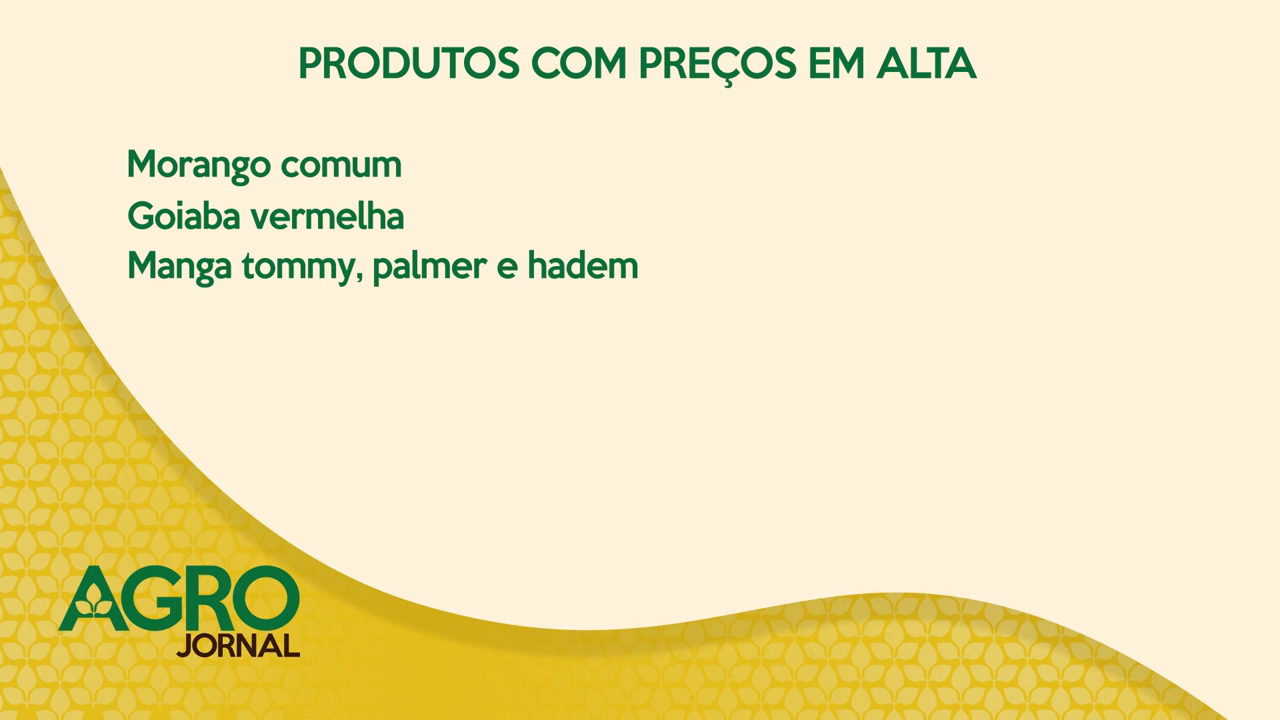 PRODUTOS COM PREÇOS EM ALTA
Morango comum
Goiaba vermelha
Manga tommy, palmer e hadem
AGRO
JORNAL